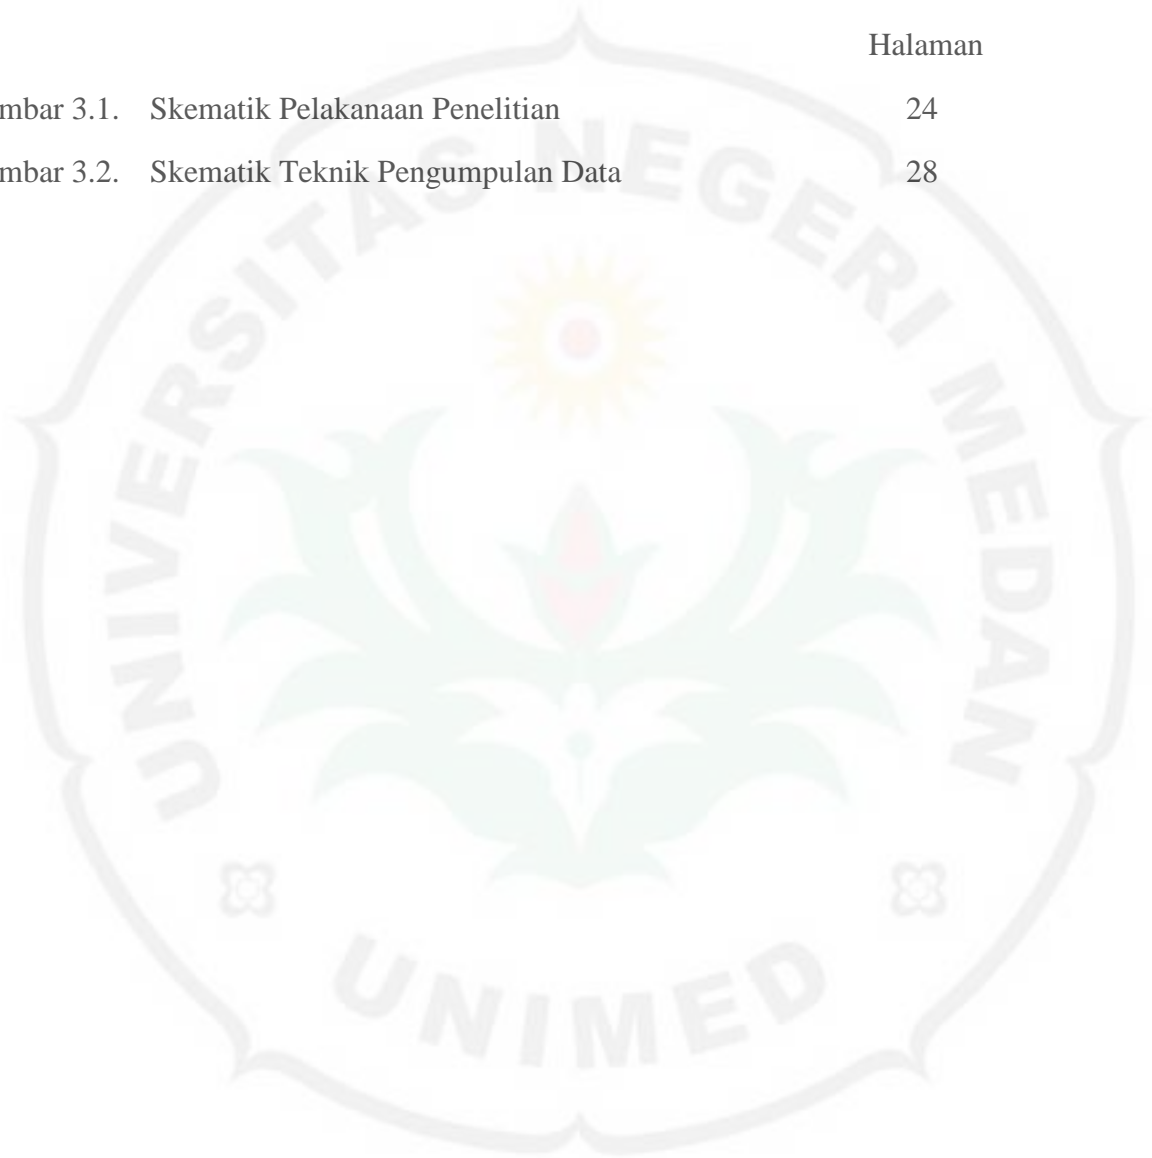 Halaman
mbar 3.1. Skematik Pelakanaan Penelitian 24
mbar 3.2. Skematik Teknik Pengumpulan Data 28
UNIVERSITAS NEGERI MEDAN
UNIMED